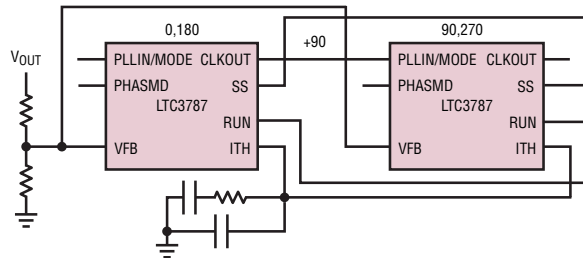 0,180
90,270
+90
VOUT
PLLIN/MODE CLKOUT
PHASMD
SS
LTC3787
RUN
VFB
ITH
PLLIN/MODE CLKOUT
PHASMD
SS
LTC3787
RUN
VFB
ITH